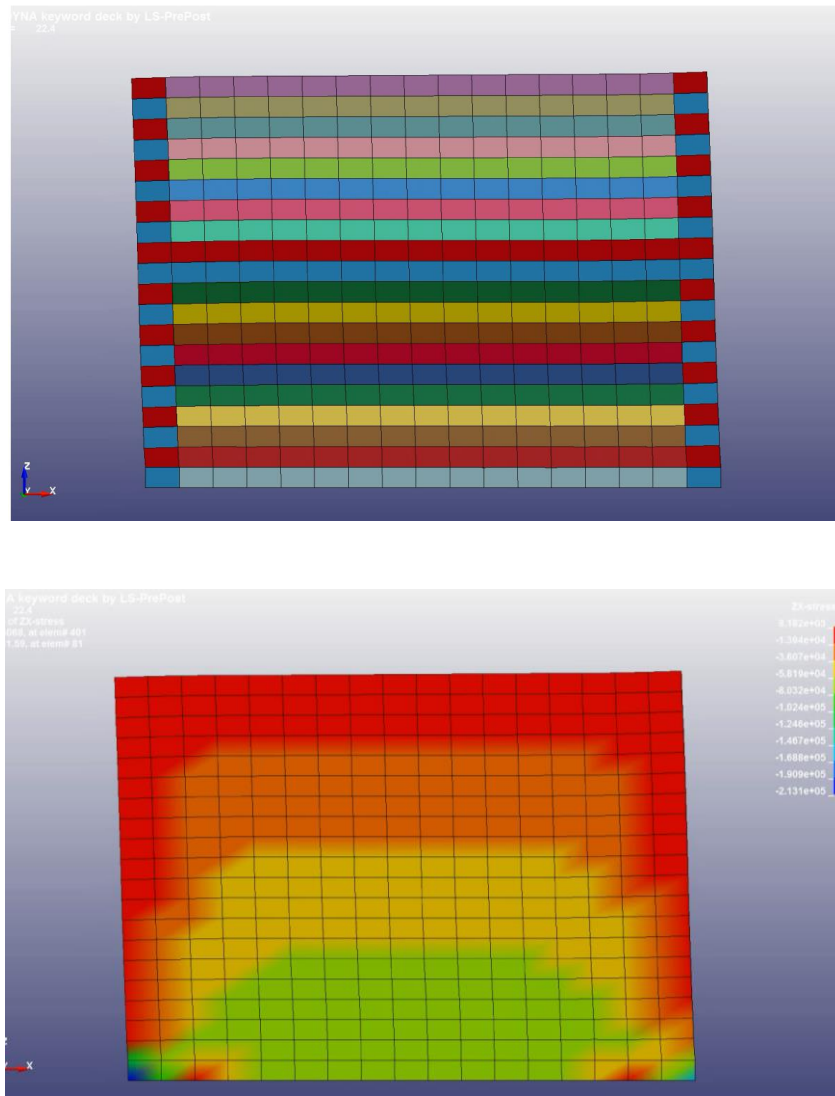 YNA keyword deck by LS-PrePost
22.4
Z
Y
X
A keyword deck by LS-PrePost
22.4
of ZX-stress
at elem# 401
1.59, at elem# 81
-1.394e+04
-3.607e+04
-5.819e+04
-8.032e+04
-1.024e+05
-1.246e+05
-1.467e+05
-1.688e+05
-1.909e+05
-2.131e+05
X